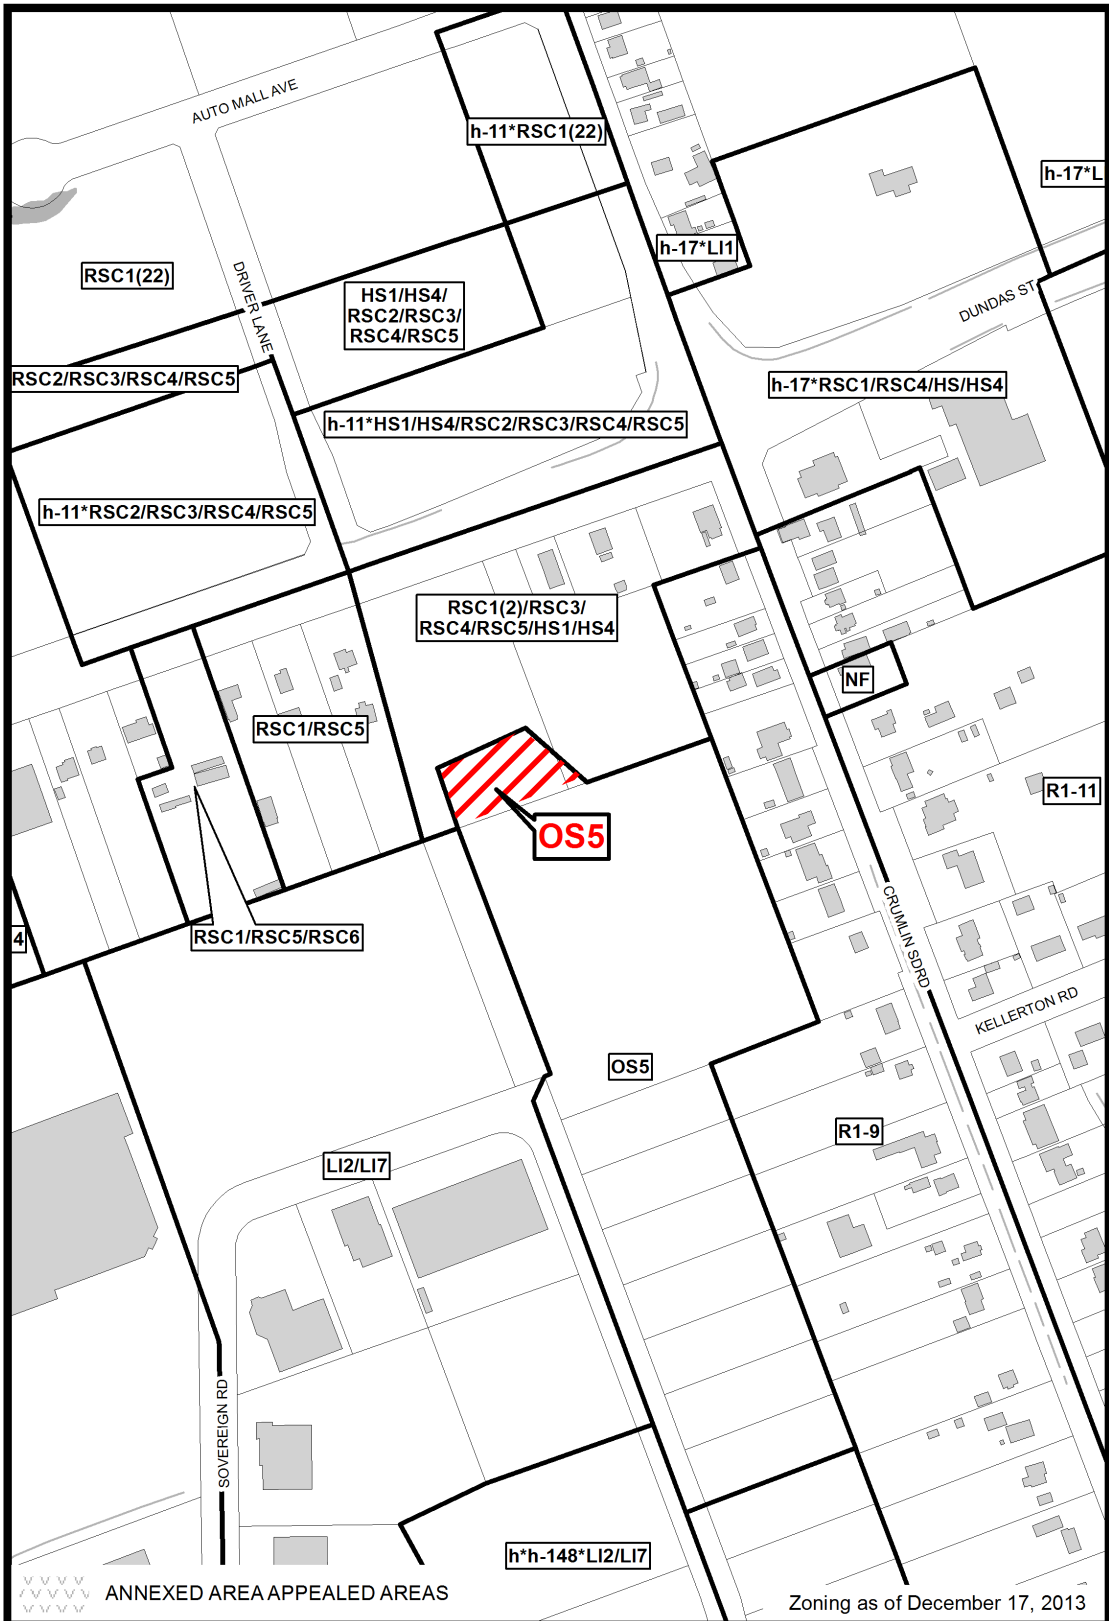 AUTO MALL AVE
h-11*RSC1(22)
h-17*L
h-17*LI1
RSC1(22)
DRIVER LANE
HS1/HS4/
RSC2/RSC3/
RSC4/RSC5
DUNDAS ST
RSC2/RSC3/RSC4/RSC5
h-17*RSC1/RSC4/HS/HS4
h-11*HS1/HS4/RSC2/RSC3/RSC4/RSC5
h-11*RSC2/RSC3/RSC4/RSC5
RSC1(2)/RSC3/
RSC4/RSC5/HS1/HS4
NF
RSC1/RSC5
R1-11
OS5
CRUMLIN SDRD
4
RSC1/RSC5/RSC6
KELLERTON RD
OS5
R1-9
LI2/LI7
SOVEREIGN RD
h*h-148*LI2/LI7
ANNEXED AREA APPEALED AREAS
Zoning as of December 17, 2013